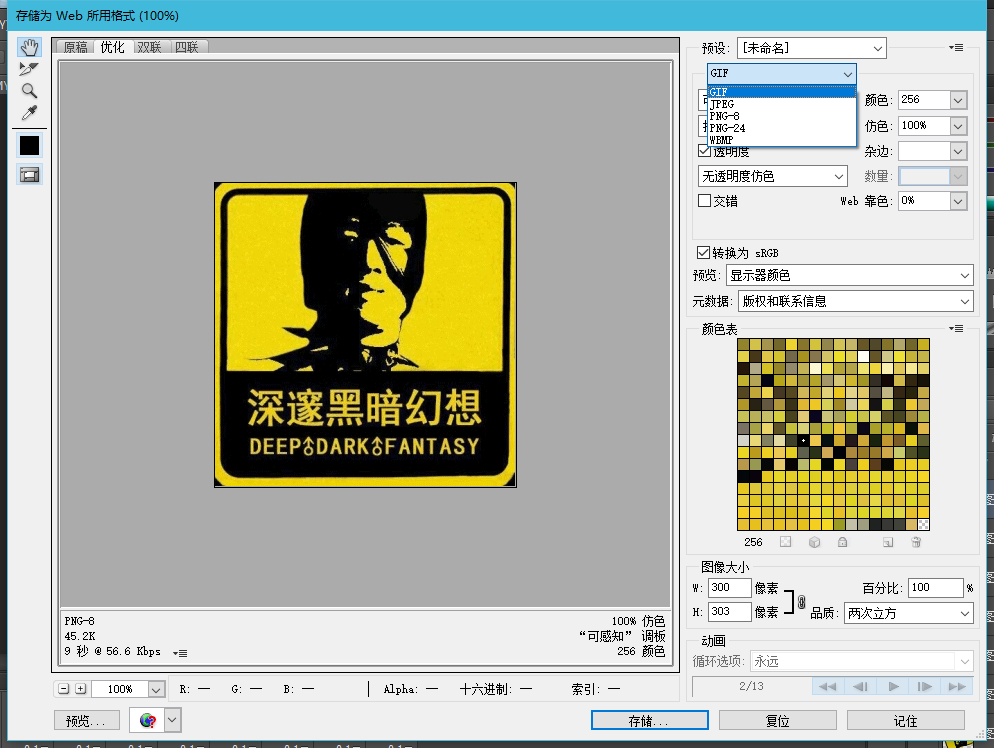 存储为 Web 所用格式 (100%)
原稿 优化 双联 四联
深邃黑暗幻想
DEEP⚨DARK⚨FANTASY
PNG-8
45.2K
9 秒 @ 56.6 Kbps
100% 仿色
“可感知” 调板
256 颜色
100% R: — G: — B: — Alpha: — 十六进制: — 索引: —
预览... 存储... 复位 记住
预设: [未命名]
GIF
GIF
JPEG
PNG-8
PNG-24
WBMP
颜色: 256
仿色: 100%
透明度 杂边:
无透明度仿色 数量:
交错 Web 靠色: 0%
转换为 sRGB
预览: 显示器颜色
元数据: 版权和联系信息
颜色表
256
图像大小
W: 300 像素 百分比: 100 %
H: 303 像素 品质: 两次立方
动画
循环选项: 永远
2/13